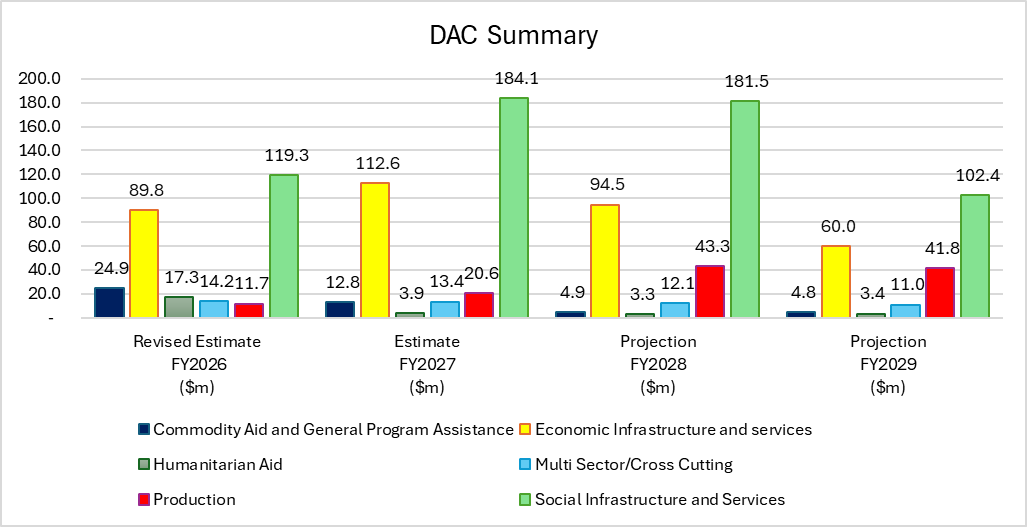 DAC Summary
200.0
180.0
160.0
140.0
120.0
100.0
80.0
60.0
40.0
20.0
-
24.9
89.8
17.3
14.2
11.7
119.3
12.8
112.6
3.9
13.4
20.6
184.1
4.9
94.5
3.3
12.1
43.3
181.5
4.8
60.0
3.4
11.0
41.8
102.4
Revised Estimate
FY2026
($m)
Estimate
FY2027
($m)
Projection
FY2028
($m)
Projection
FY2029
($m)
Commodity Aid and General Program Assistance
Economic Infrastructure and services
Humanitarian Aid
Multi Sector/Cross Cutting
Production
Social Infrastructure and Services